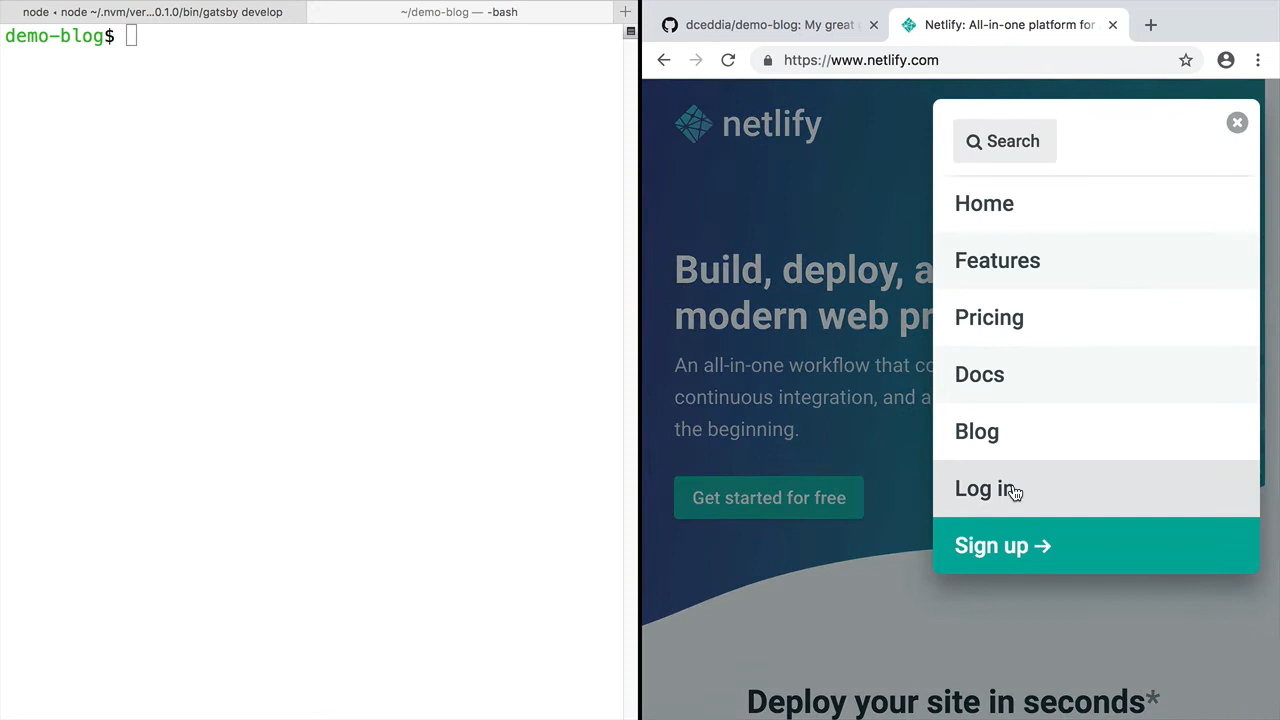 node ◂ node ~/.nvm/ver...0.1.0/bin/gatsby develop
~/demo-blog — -bash
demo-blog$
dceddia/demo-blog: My great
Netlify: All-in-one platform for
https://www.netlify.com
netlify
Search
Home
Features
Pricing
Docs
Blog
Log in
Sign up →
Build, deploy, a
modern web pr
An all-in-one workflow that co
continuous integration, and a
the beginning.
Get started for free
Deploy your site in seconds*